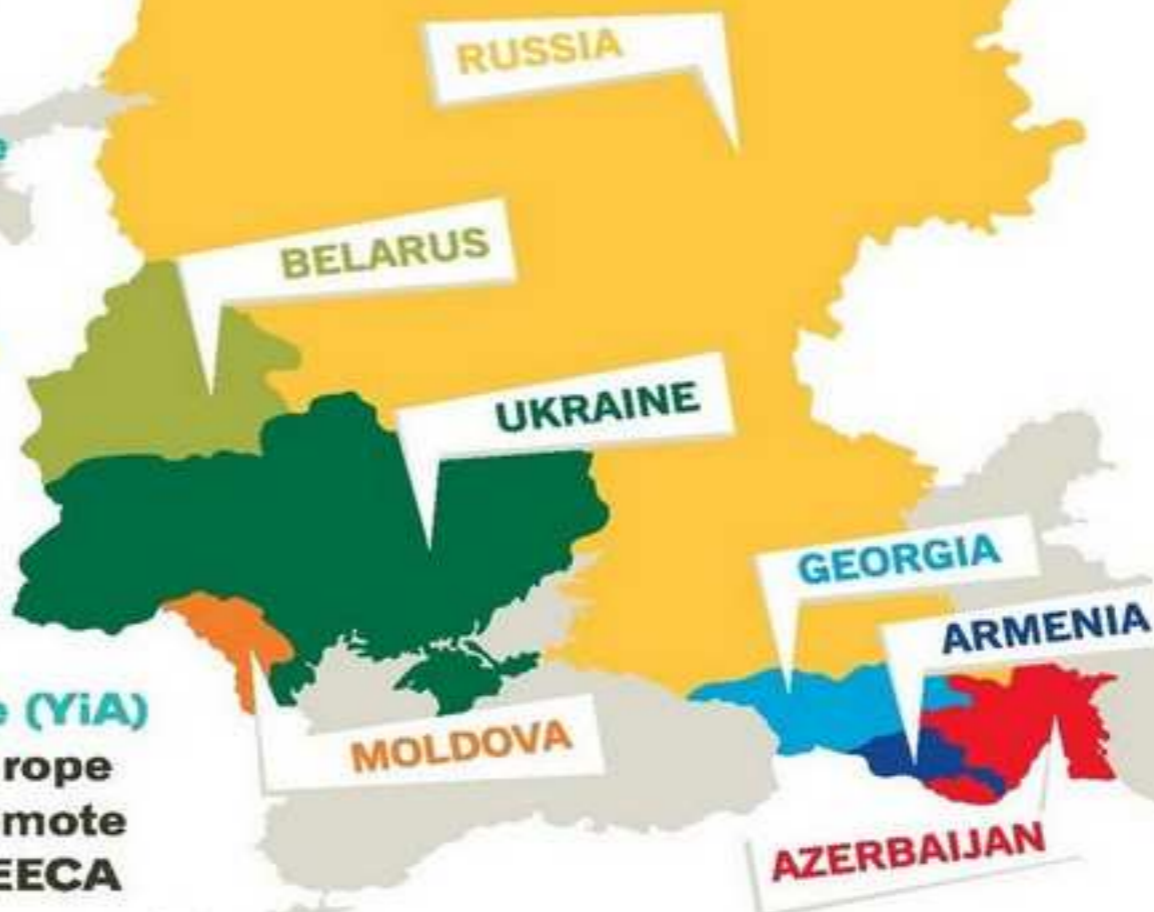 RUSSIA
BELARUS
UKRAINE
GEORGIA
ARMENIA
MOLDOVA
AZERBAIJAN
e
e (YiA)
rope
mote
EECA